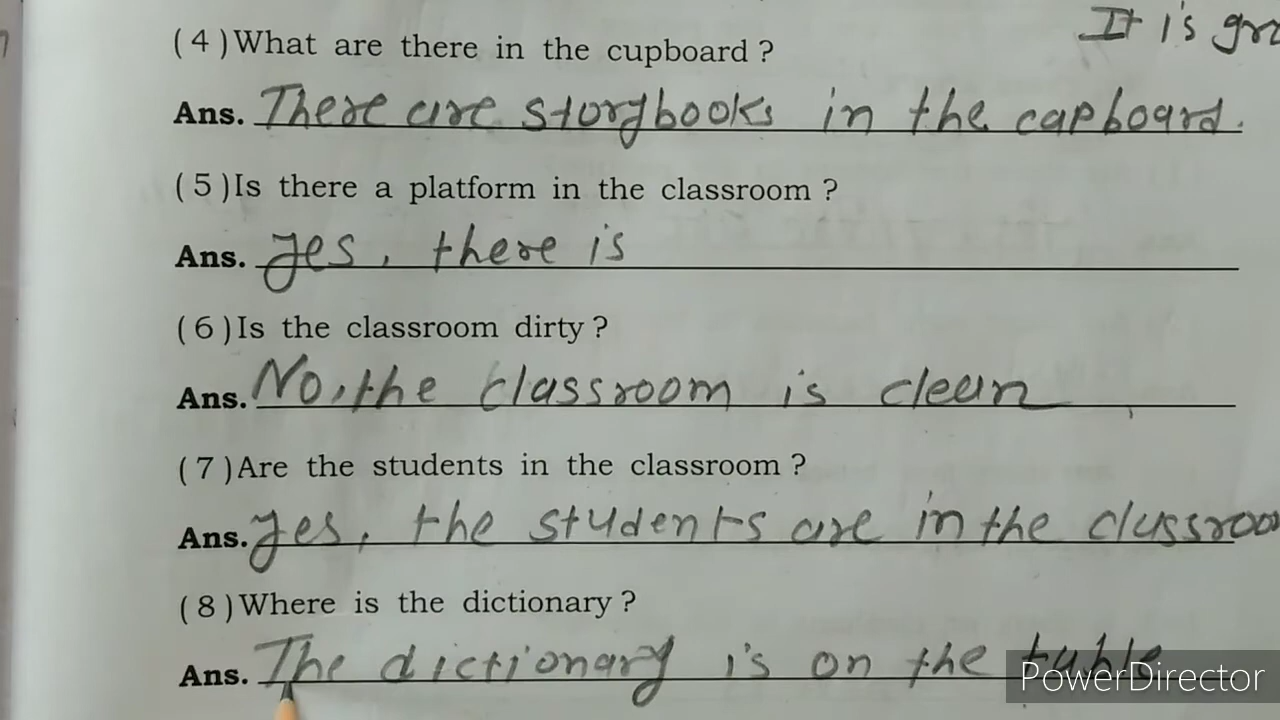 It is
(4) What are there in the cupboard ?
Ans. There are storybooks in the capboard.
(5) Is there a platform in the classroom ?
Ans. yes, there is
(6) Is the classroom dirty ?
Ans. No, the classroom is clean
(7) Are the students in the classroom ?
Ans. yes, the students are in the classroo
(8) Where is the dictionary ?
Ans. The dictionary is on the table
PowerDirector